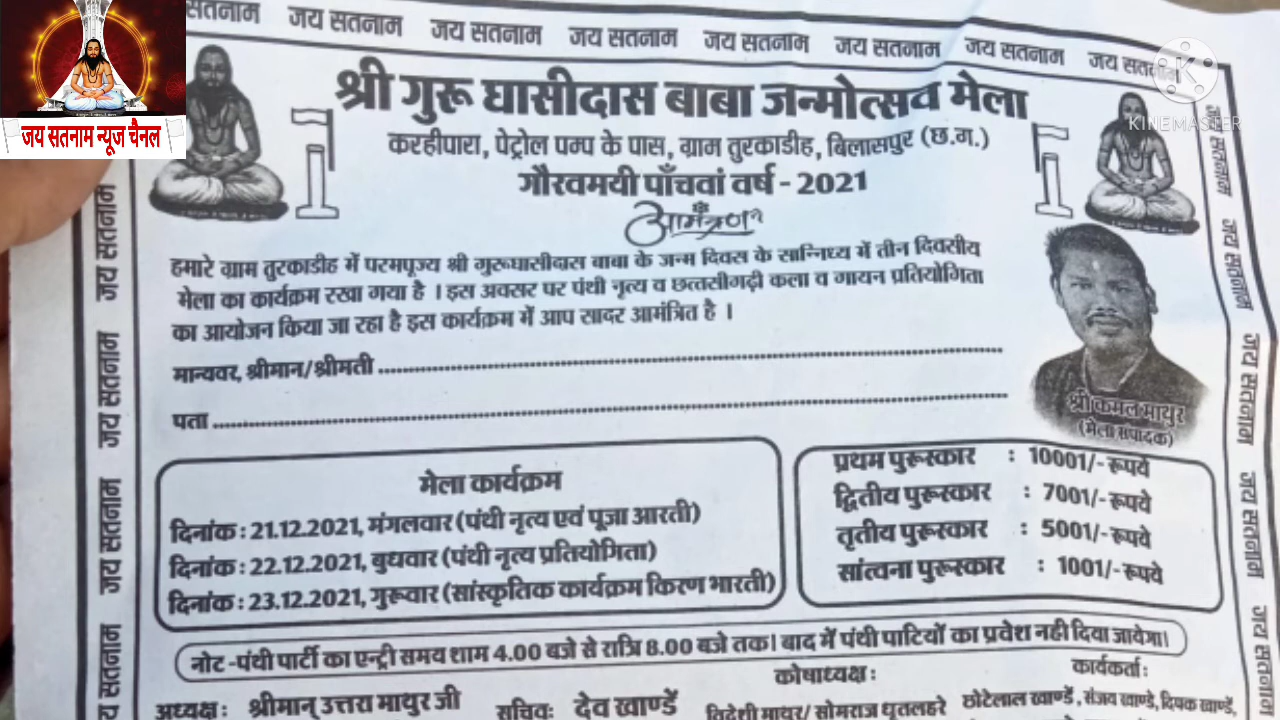 सतनाम जय सतनाम जय सतनाम जय सतनाम जय सतनाम जय सतनाम जय सतनाम जय सतनाम
जय सतनाम न्यूज चैनल
KINEMASTER
श्री गुरू घासीदास बाबा जन्मोत्सव मेला
करहीपारा, पेट्रोल पम्प के पास, ग्राम तुरकाडीह, बिलासपुर (छ.ग.)
गौरवमयी पाँचवां वर्ष - 2021
आमंत्रण
हमारे ग्राम तुरकाडीह में परमपूज्य श्री गुरूघासीदास बाबा के जन्म दिवस के सान्निध्य में तीन दिवसीय
मेला का कार्यक्रम रखा गया है । इस अवसर पर पंथी नृत्य व छत्तसीगढ़ी कला व गायन प्रतियोगिता
का आयोजन किया जा रहा है इस कार्यक्रम में आप सादर आमंत्रित है ।
मान्यवर, श्रीमान/श्रीमती
पता
श्री कमल माथुर
(मेला संपादक)
मेला कार्यक्रम
दिनांक : 21.12.2021, मंगलवार (पंथी नृत्य एवं पूजा आरती)
दिनांक : 22.12.2021, बुधवार (पंथी नृत्य प्रतियोगिता)
दिनांक : 23.12.2021, गुरूवार (सांस्कृतिक कार्यक्रम किरण भारती)
प्रथम पुरूस्कार : 10001/- रूपये
द्वितीय पुरूस्कार : 7001/- रूपये
तृतीय पुरूस्कार : 5001/- रूपये
सांत्वना पुरूस्कार : 1001/- रूपये
नोट -पंथी पार्टी का एन्ट्री समय शाम 4.00 बजे से रात्रि 8.00 बजे तक। बाद में पंथी पार्टियों का प्रवेश नही दिया जायेगा।
अध्यक्ष : श्रीमान् उत्तरा माथुर जी
सचिव: देव खाण्डें
कोषाध्यक्ष :
विदेशी माथुर/ सोमराज धृतलहरे
कार्यकर्ता :
छोटेलाल खाण्डें , संजय खाण्डे, दिपक खाण्डें,
जय सतनाम
जय सतनाम
जय सतनाम
य सतनाम
जय सतनाम
जय सतनाम
जय सतनाम
जय सतनाम
जय सतनाम